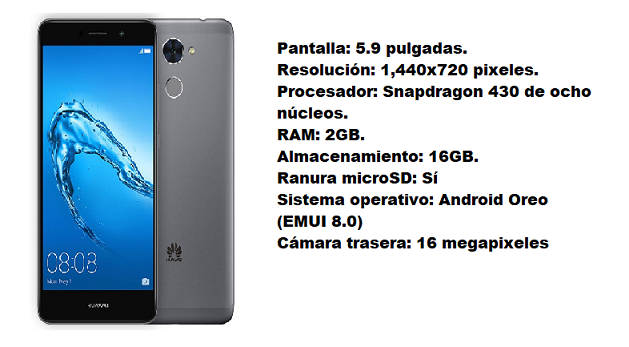 Pantalla: 5.9 pulgadas.
Resolución: 1,440x720 pixeles.
Procesador: Snapdragon 430 de ocho
núcleos.
RAM: 2GB.
Almacenamiento: 16GB.
Ranura microSD: Sí
Sistema operativo: Android Oreo
(EMUI 8.0)
Cámara trasera: 16 megapixeles
08:08
HUAWEI
HUAWEI